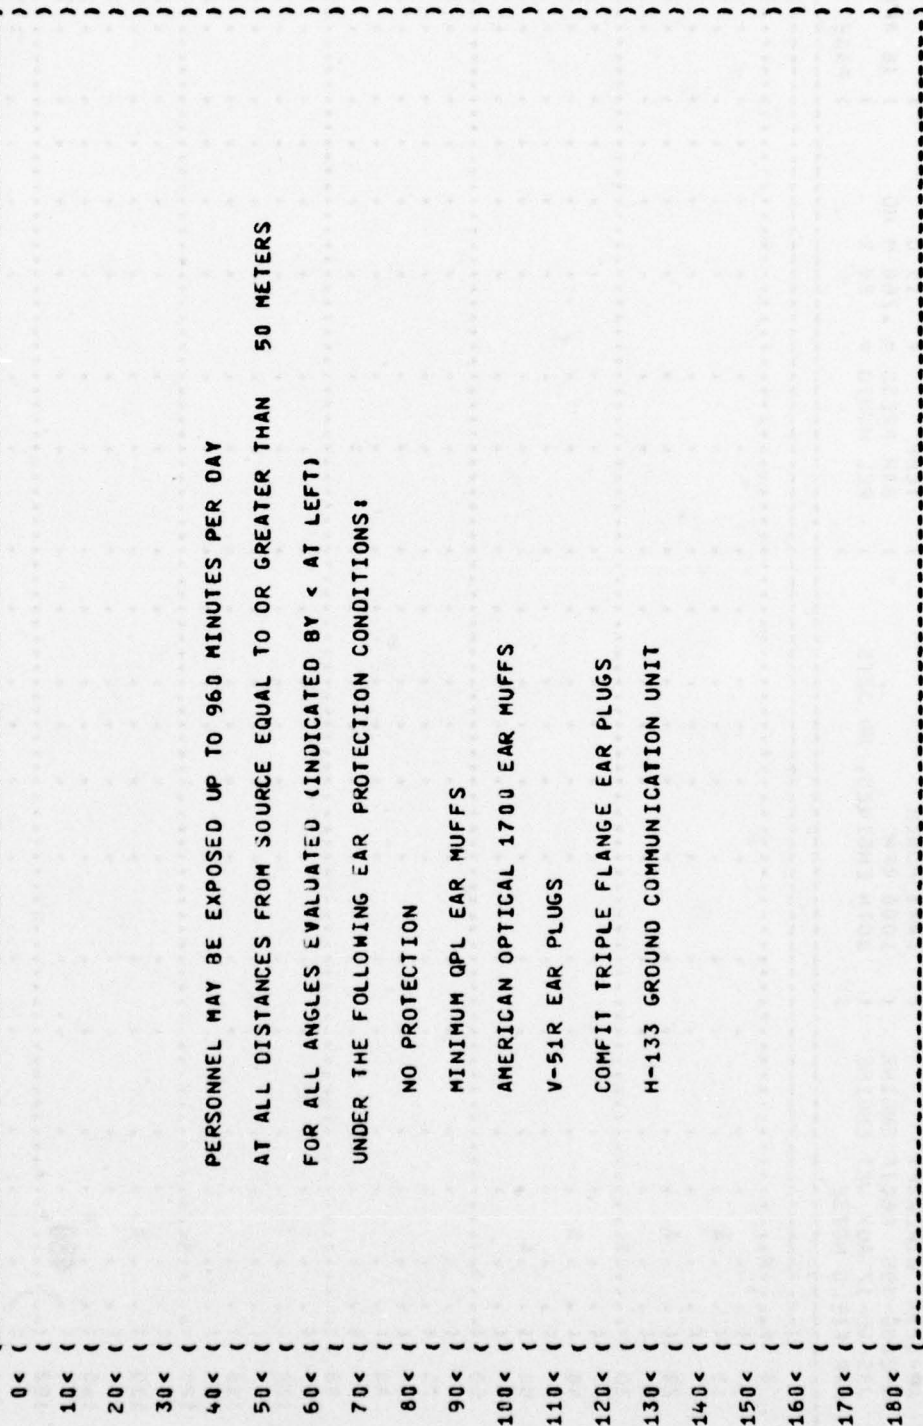 0<
10<
20<
30<
40< PERSONNEL MAY BE EXPOSED UP TO 960 MINUTES PER DAY
50< AT ALL DISTANCES FROM SOURCE EQUAL TO OR GREATER THAN 50 METERS
60< FOR ALL ANGLES EVALUATED (INDICATED BY < AT LEFT)
70< UNDER THE FOLLOWING EAR PROTECTION CONDITIONS:
80< NO PROTECTION
90< MINIMUM QPL EAR MUFFS
100< AMERICAN OPTICAL 1700 EAR MUFFS
110< V-51R EAR PLUGS
120< COMFIT TRIPLE FLANGE EAR PLUGS
130< H-133 GROUND COMMUNICATION UNIT
140<
150<
160<
170<
180<